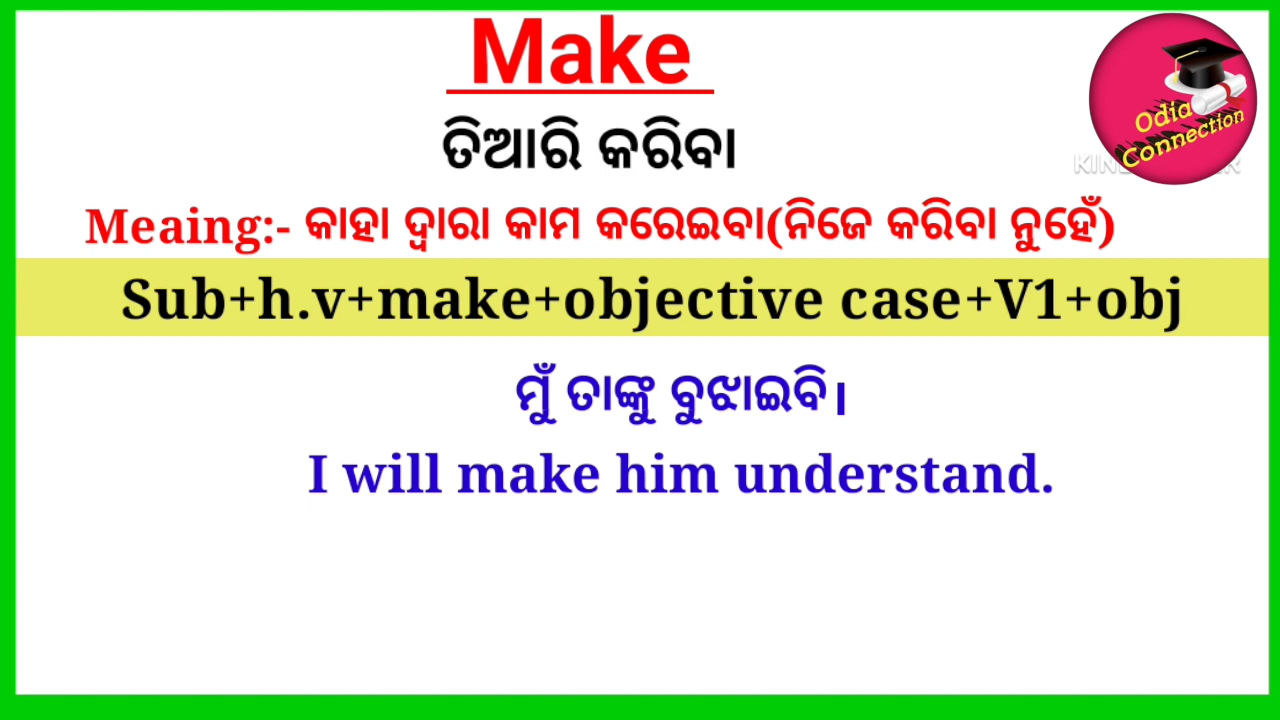 Make
Odia
Connection
ତିଆରି କରିବା
Meaing:- କାହା ଦ୍ୱାରା କାମ କରେଇବା(ନିଜେ କରିବା ନୁହେଁ)
Sub+h.v+make+objective case+V1+obj
ମୁଁ ତାଙ୍କୁ ବୁଝାଇବି।
I will make him understand.